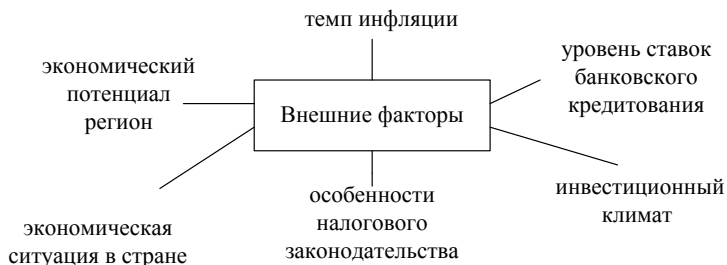 темп инфляции
экономический
потенциал
регион
уровень ставок
банковского
кредитования
Внешние факторы
экономическая
ситуация в стране
особенности
налогового
законодательства
инвестиционный
климат